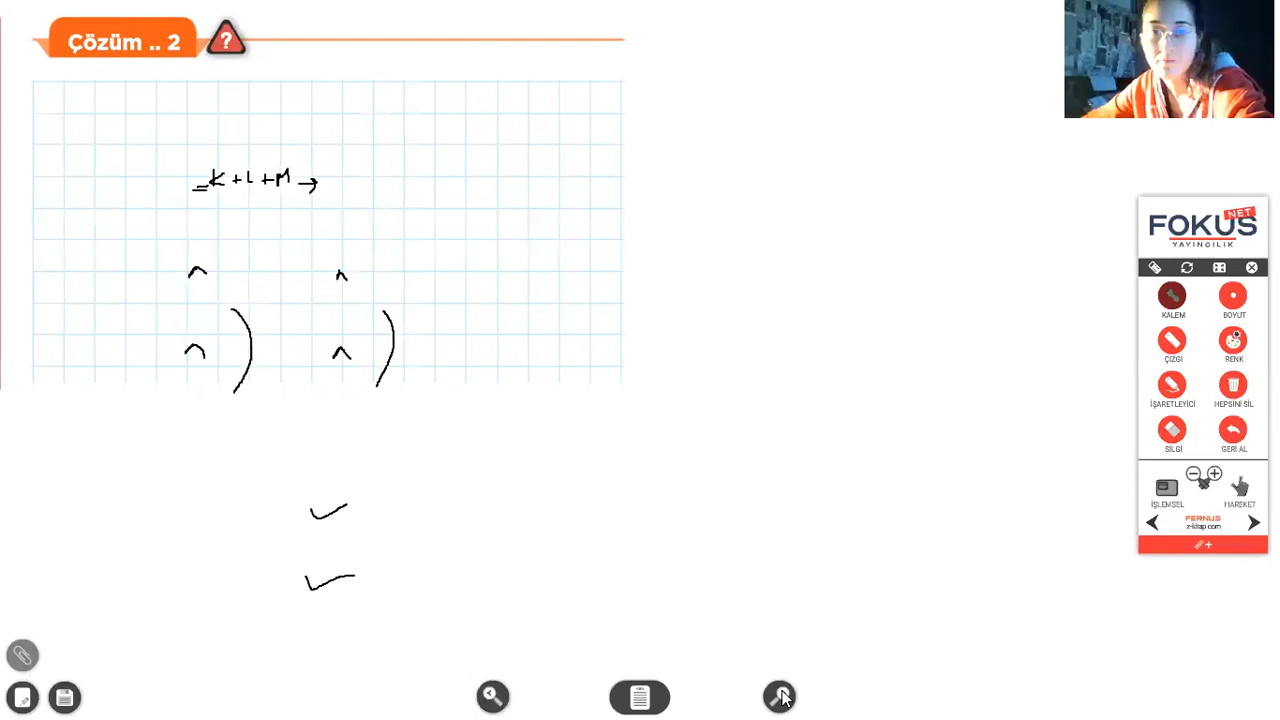 Çözüm .. 2
?
=K+L+M→
FOKUS
NET
YAYINCILIK
KALEM
BOYUT
ÇİZGİ
RENK
İŞARETLEYİCİ
HEPSİNİ SİL
SİLGİ
GERİ AL
İŞLEMSEL
HAREKET
FERNUS
z-kitap.com